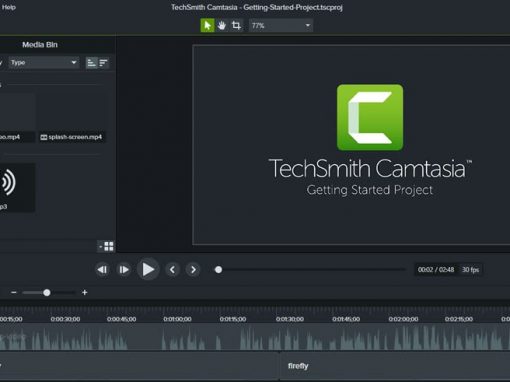 Help
TechSmith Camtasia - Getting-Started-Project.tscproj
77%
Media Bin
y
Type
eo.mp4
splash-screen.mp4
p3
TechSmith Camtasia™
Getting Started Project
00:02 / 02:48
30 fps
00:15;00
0:00:30;00
0:00:45;00
0:01:00;00
0:01:15;00
0:01:30;00
0:01:45;00
0:02:00;00
0:02:15;00
firefly